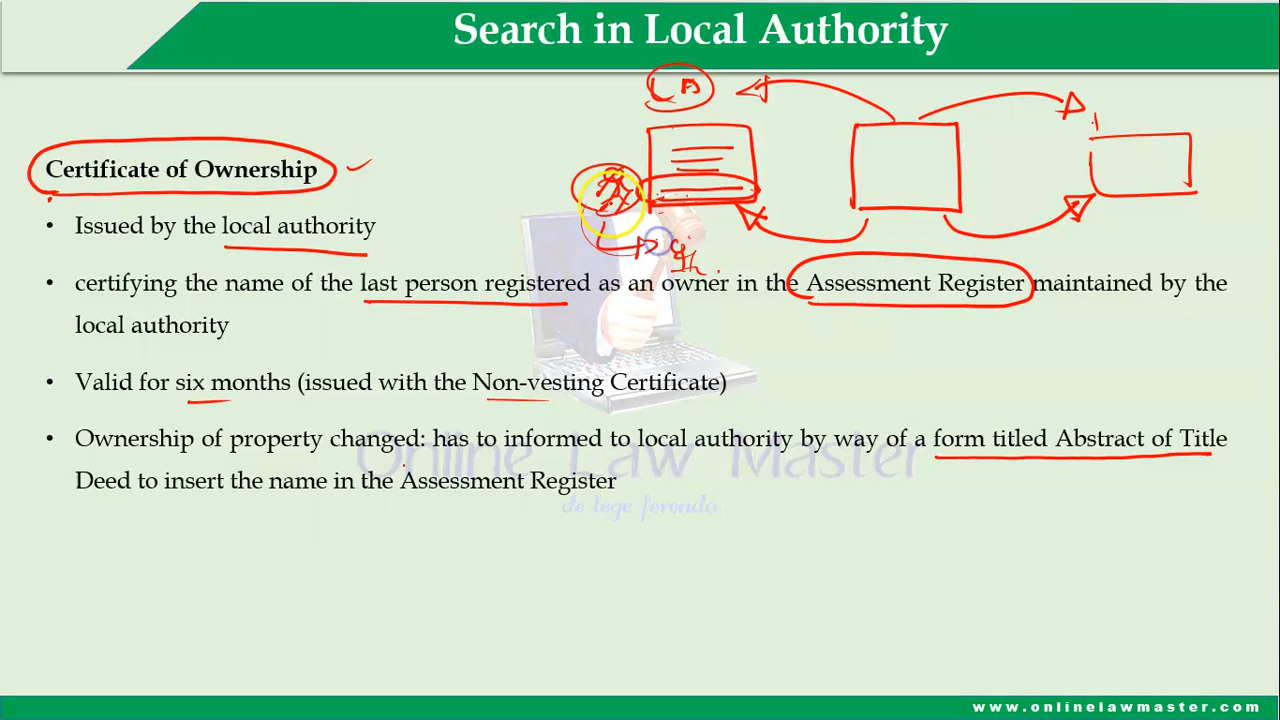 Search in Local Authority
LA
Certificate of Ownership
• Issued by the local authority
• certifying the name of the last person registered as an owner in the Assessment Register maintained by the
local authority
• Valid for six months (issued with the Non-vesting Certificate)
• Ownership of property changed: has to informed to local authority by way of a form titled Abstract of Title
Deed to insert the name in the Assessment Register
Online Law Master
de lege ferenda
www.onlinelawmaster.com